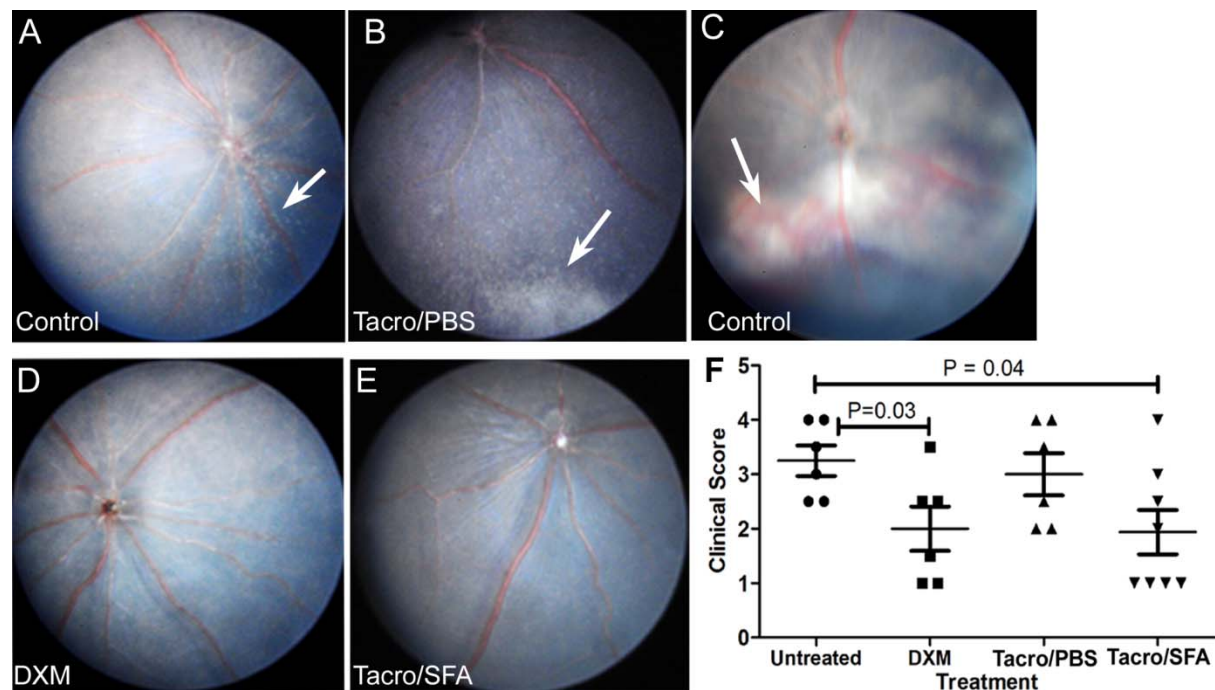 A
Control
B
Tacro/PBS
C
Control
D
DXM
E
Tacro/SFA
F
P = 0.04
P=0.03
Clinical Score
5
4
3
2
1
0
Untreated
DXM
Tacro/PBS
Tacro/SFA
Treatment